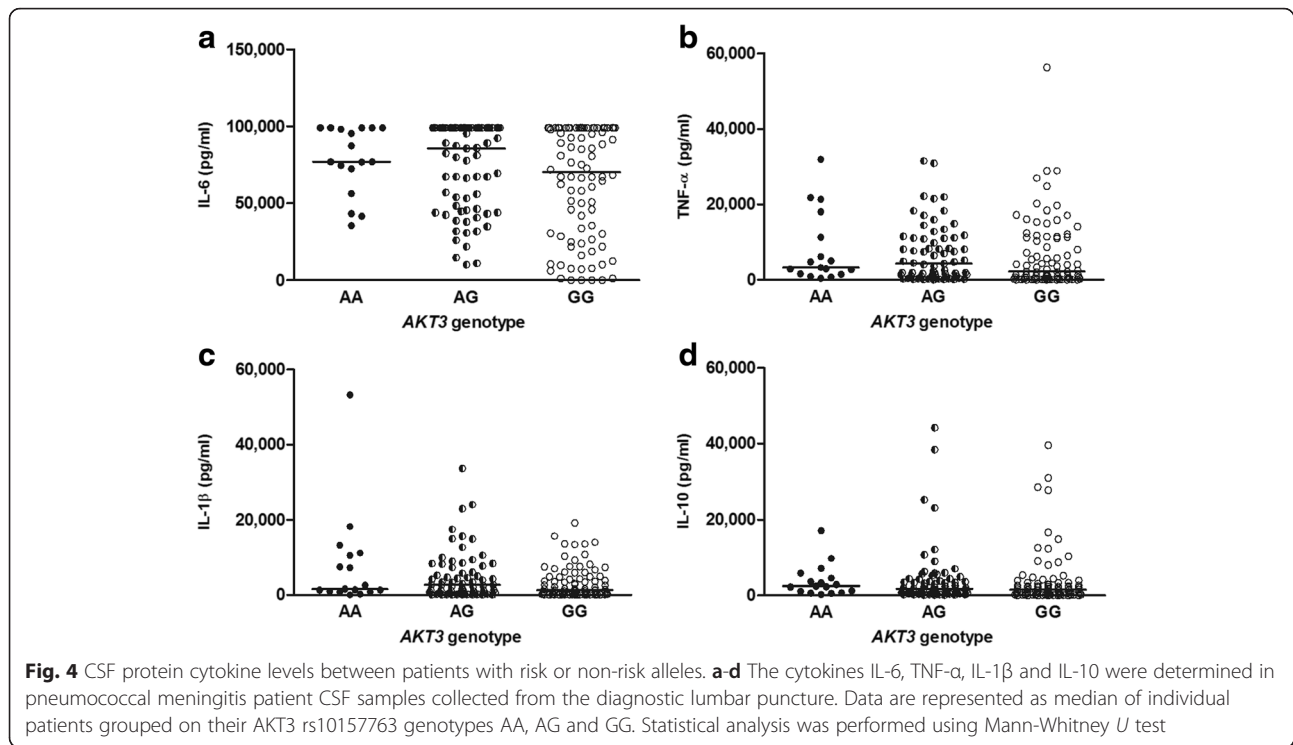 a
b
150,000
100,000
50,000
0
IL-6 (pg/ml)
AA AG GG
AKT3 genotype
60,000
40,000
20,000
0
TNF-α (pg/ml)
AA AG GG
AKT3 genotype
c
d
60,000
40,000
20,000
0
IL-1β (pg/ml)
AA AG GG
AKT3 genotype
60,000
40,000
20,000
0
IL-10 (pg/ml)
AA AG GG
AKT3 genotype
Fig. 4 CSF protein cytokine levels between patients with risk or non-risk alleles. a-d The cytokines IL-6, TNF-α, IL-1β and IL-10 were determined in
pneumococcal meningitis patient CSF samples collected from the diagnostic lumbar puncture. Data are represented as median of individual
patients grouped on their AKT3 rs10157763 genotypes AA, AG and GG. Statistical analysis was performed using Mann-Whitney U test